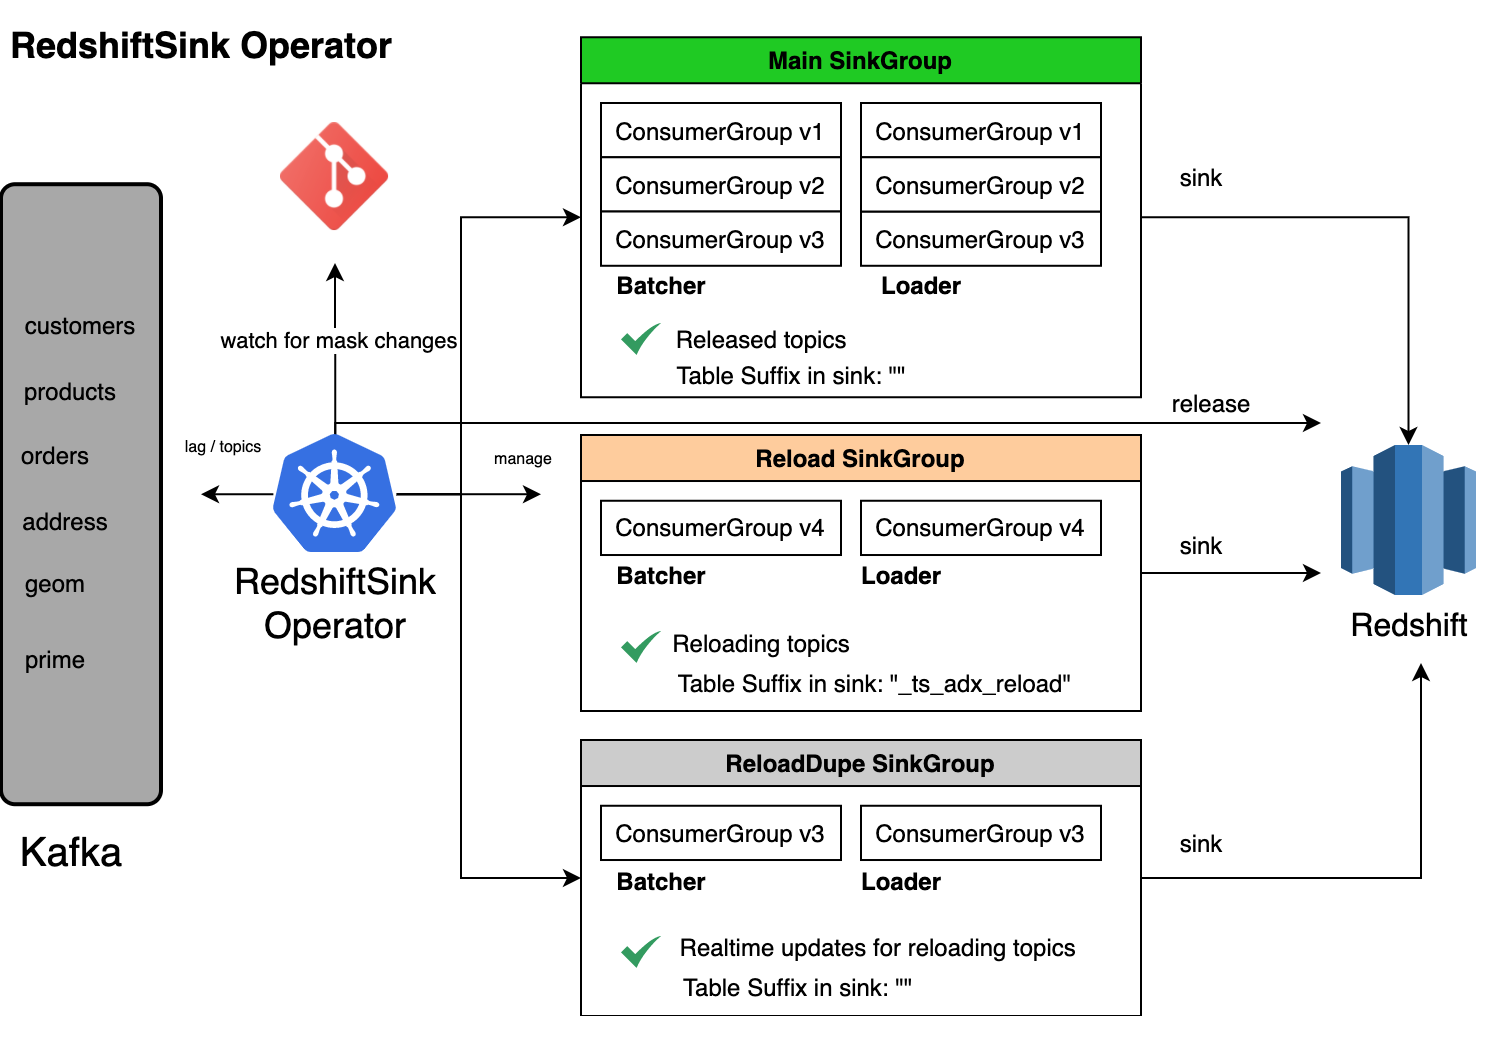 RedshiftSink Operator
customers
products
orders
address
geom
prime
Kafka
watch for mask changes
lag / topics
manage
RedshiftSink
Operator
Main SinkGroup
ConsumerGroup v1
ConsumerGroup v2
ConsumerGroup v3
Batcher
ConsumerGroup v1
ConsumerGroup v2
ConsumerGroup v3
Loader
Released topics
Table Suffix in sink: ""
sink
release
Reload SinkGroup
ConsumerGroup v4
Batcher
ConsumerGroup v4
Loader
Reloading topics
Table Suffix in sink: "_ts_adx_reload"
sink
ReloadDupe SinkGroup
ConsumerGroup v3
Batcher
ConsumerGroup v3
Loader
Realtime updates for reloading topics
Table Suffix in sink: ""
sink
Redshift